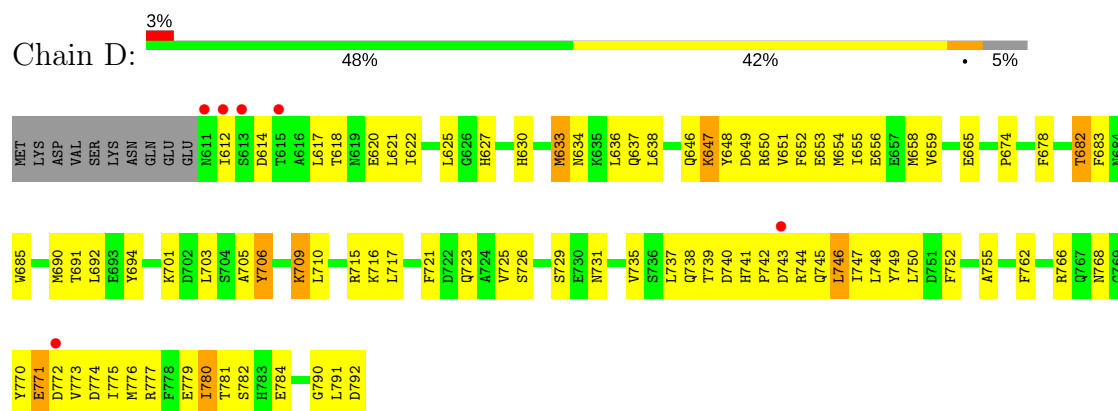 3%
Chain D:
48% 42% • 5%
MET LYS ASP VAL SER LYS ASN GLN GLU GLU N611 I612 S613 D614 T615 A616 L617 T618 N619 E620 L621 I622 L625 G626 H627 H630 M633 N634 K635 L636 Q637 L638 Q646 K647 Y648 D649 R650 V651 F652 E653 M654 I655 E656 E657 M658 V659 E665 P674 F678 T682 F683 N684
W685 M690 T691 L692 E693 Y694 K701 D702 L703 S704 A705 Y706 K709 L710 R715 K716 L717 F721 D722 Q723 A724 V725 S726 S729 E730 N731 V735 S736 L737 Q738 T739 D740 H741 P742 D743 R744 Q745 L746 I747 L748 Y749 L750 D751 F752 A755 F762 R766 Q767 N768 G769
Y770 E771 D772 V773 D774 I775 M776 R777 F778 E779 I780 T781 S782 H783 E784 G790 L791 D792